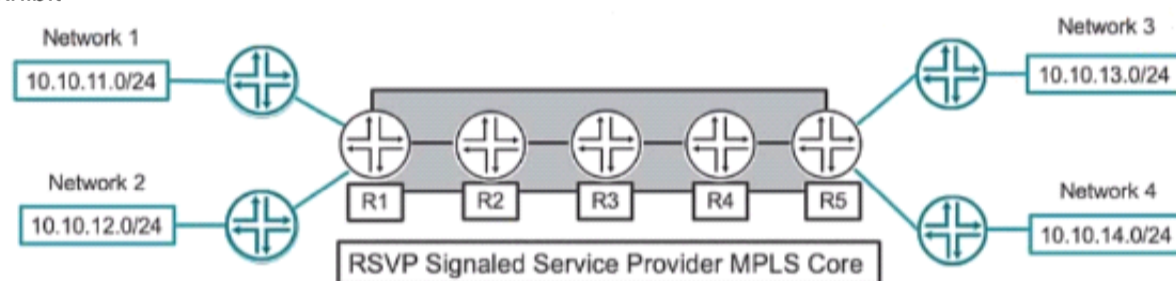 Network 1
10.10.11.0/24
Network 2
10.10.12.0/24
R1
R2
R3
R4
R5
RSVP Signaled Service Provider MPLS Core
Network 3
10.10.13.0/24
Network 4
10.10.14.0/24